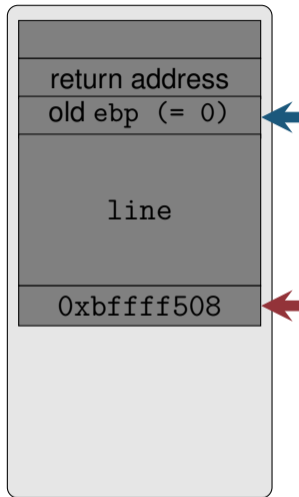 return address
old ebp (= 0)
line
0xbffff508